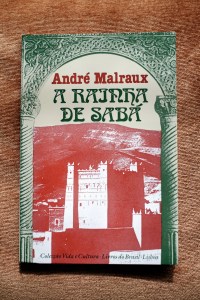 André Malraux
A RAINHA
DE SABÁ
Colecção Vida e Cultura · Livros do Brasil · Lisboa